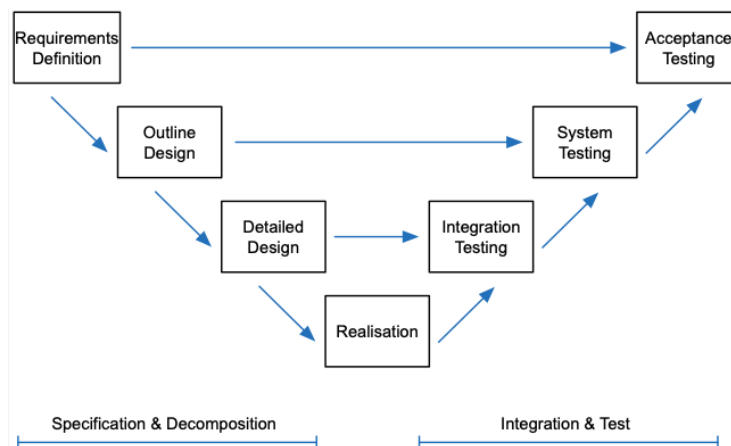 Requirements
Definition
Acceptance
Testing
Outline
Design
System
Testing
Detailed
Design
Integration
Testing
Realisation
Specification & Decomposition
Integration & Test